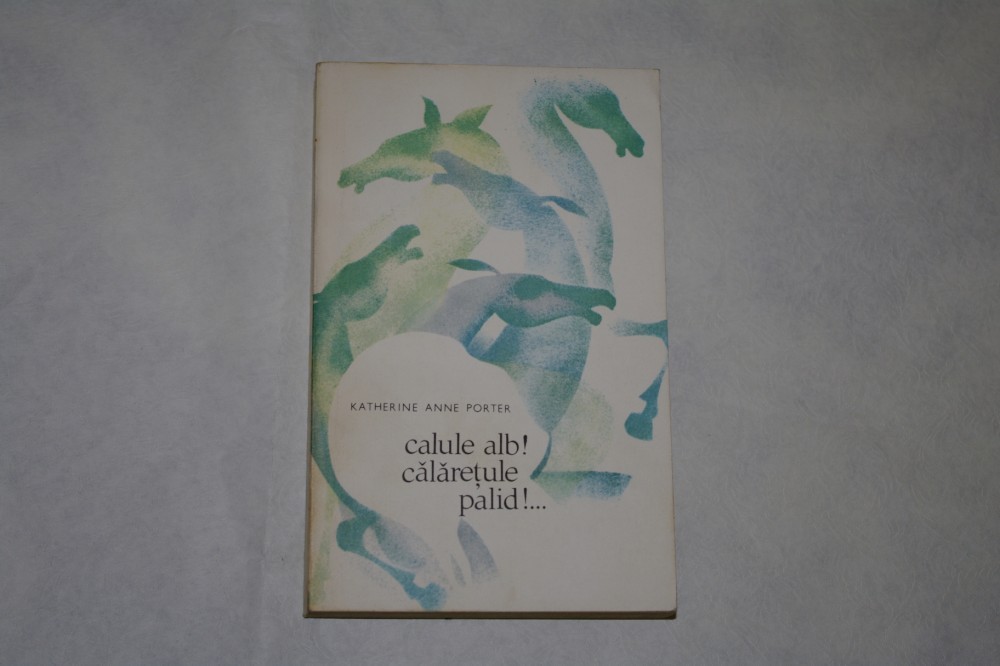 KATHERINE ANNE PORTER
calule alb!
călărețule
palid!...